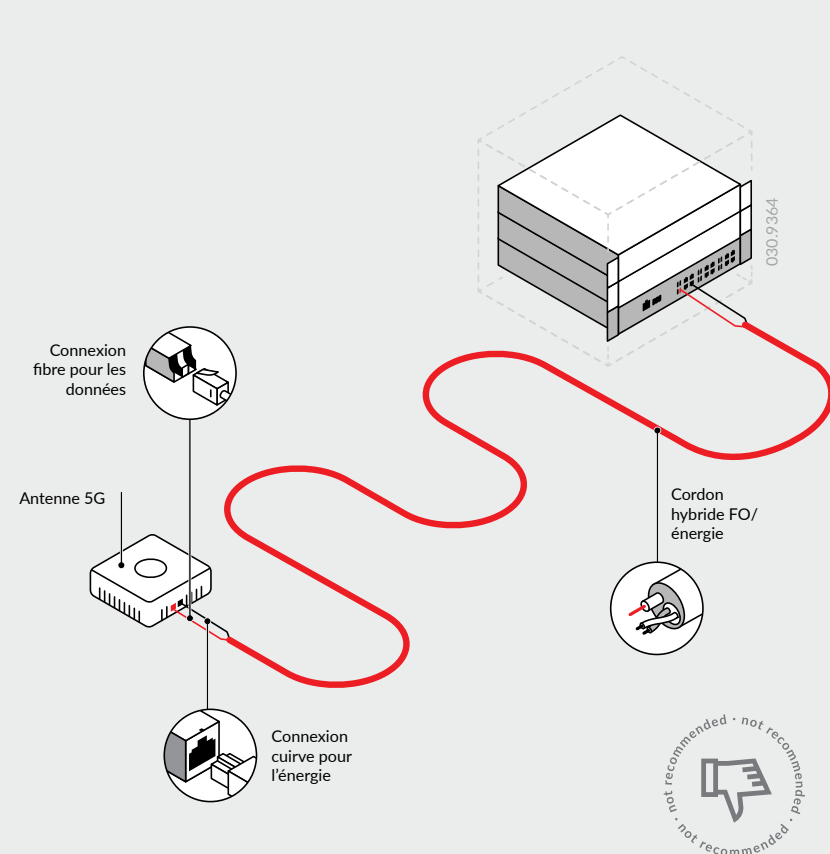 030.9364
Connexion
fibre pour les
données
Antenne 5G
Cordon
hybride FO/
énergie
Connexion
cuirve pour
l’énergie
not recommended · not recommended · not recommended ·